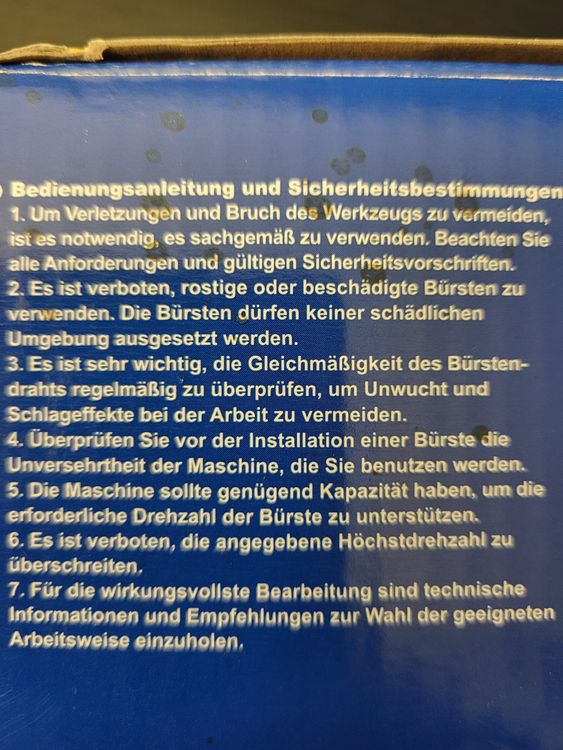 ) Bedienungsanleitung und Sicherheitsbestimmungen
1. Um Verletzungen und Bruch des Werkzeugs zu vermeiden,
ist es notwendig, es sachgemäß zu verwenden. Beachten Sie
alle Anforderungen und gültigen Sicherheitsvorschriften.
2. Es ist verboten, rostige oder beschädigte Bürsten zu
verwenden. Die Bürsten dürfen keiner schädlichen
Umgebung ausgesetzt werden.
3. Es ist sehr wichtig, die Gleichmäßigkeit des Bürsten-
drahts regelmäßig zu überprüfen, um Unwucht und
Schlageffekte bei der Arbeit zu vermeiden.
4. Überprüfen Sie vor der Installation einer Bürste die
Unversehrtheit der Maschine, die Sie benutzen werden.
5. Die Maschine sollte genügend Kapazität haben, um die
erforderliche Drehzahl der Bürste zu unterstützen.
6. Es ist verboten, die angegebene Höchstdrehzahl zu
überschreiten.
7. Für die wirkungsvollste Bearbeitung sind technische
Informationen und Empfehlungen zur Wahl der geeigneten
Arbeitsweise einzuholen.